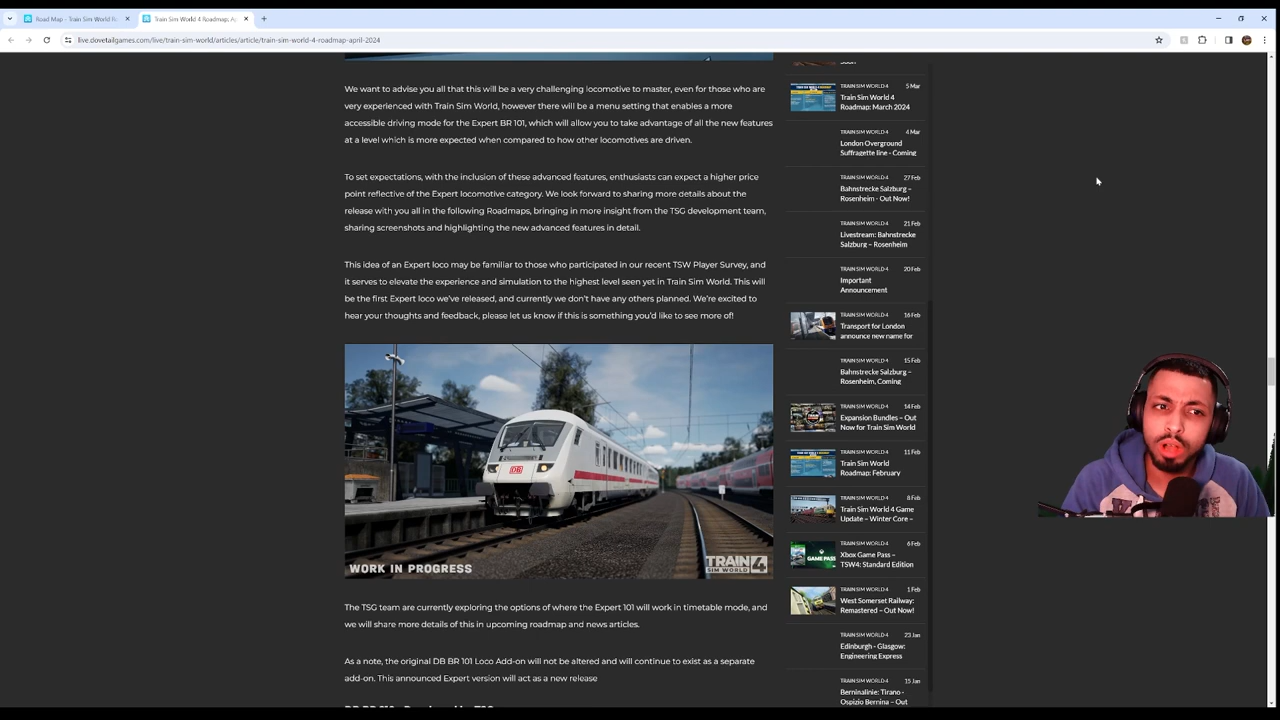 Road Map - Train Sim World R
Train Sim World 4 Roadmap: A
live.dovetailgames.com/live/train-sim-world/articles/article/train-sim-world-4-roadmap-april-2024
We want to advise you all that this will be a very challenging locomotive to master, even for those who are
very experienced with Train Sim World, however there will be a menu setting that enables a more
accessible driving mode for the Expert BR 101, which will allow you to take advantage of all the new features
at a level which is more expected when compared to how other locomotives are driven.
To set expectations, with the inclusion of these advanced features, enthusiasts can expect a higher price
point reflective of the Expert locomotive category. We look forward to sharing more details about the
release with you all in the following Roadmaps, bringing in more insight from the TSG development team,
sharing screenshots and highlighting the new advanced features in detail.
This idea of an Expert loco may be familiar to those who participated in our recent TSW Player Survey, and
it serves to elevate the experience and simulation to the highest level seen yet in Train Sim World. This will
be the first Expert loco we've released, and currently we don't have any others planned. We're excited to
hear your thoughts and feedback, please let us know if this is something you'd like to see more of!
DB
WORK IN PROGRESS
TRAIN
SIM WORLD 4
The TSG team are currently exploring the options of where the Expert 101 will work in timetable mode, and
we will share more details of this in upcoming roadmap and news articles.
As a note, the original DB BR 101 Loco Add-on will not be altered and will continue to exist as a separate
add-on. This announced Expert version will act as a new release
Soon
TRAIN SIM WORLD 4 5 Mar
Train Sim World 4
Roadmap: March 2024
TRAIN SIM WORLD 4 4 Mar
London Overground
Suffragette line - Coming
TRAIN SIM WORLD 4 27 Feb
Bahnstrecke Salzburg –
Rosenheim - Out Now!
TRAIN SIM WORLD 4 21 Feb
Livestream: Bahnstrecke
Salzburg – Rosenheim
TRAIN SIM WORLD 4 20 Feb
Important
Announcement
TRAIN SIM WORLD 4 16 Feb
Transport for London
announce new name for
TRAIN SIM WORLD 4 15 Feb
Bahnstrecke Salzburg –
Rosenheim, Coming
TRAIN SIM WORLD 4 14 Feb
Expansion Bundles – Out
Now for Train Sim World
TRAIN SIM WORLD 4 11 Feb
Train Sim World
Roadmap: February
TRAIN SIM WORLD 4 8 Feb
Train Sim World 4 Game
Update – Winter Core –
TRAIN SIM WORLD 4 6 Feb
GAME PASS
Xbox Game Pass –
TSW4: Standard Edition
TRAIN SIM WORLD 4 1 Feb
West Somerset Railway:
Remastered – Out Now!
TRAIN SIM WORLD 4 23 Jan
Edinburgh - Glasgow:
Engineering Express
TRAIN SIM WORLD 4 15 Jan
Berninalinie: Tirano -
Ospizio Bernina – Out